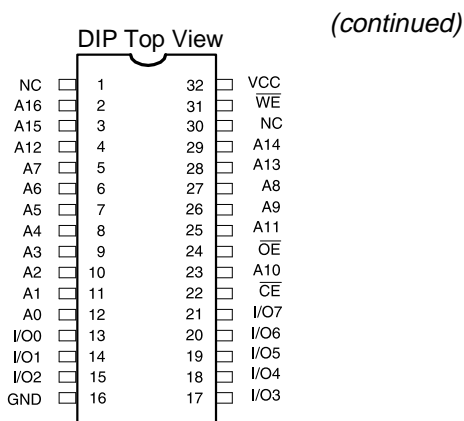 (continued)
DIP Top View
NC 1 32 VCC
A16 2 31 W̅E̅
A15 3 30 NC
A12 4 29 A14
A7 5 28 A13
A6 6 27 A8
A5 7 26 A9
A4 8 25 A11
A3 9 24 O̅E̅
A2 10 23 A10
A1 11 22 C̅E̅
A0 12 21 I/O7
I/O0 13 20 I/O6
I/O1 14 19 I/O5
I/O2 15 18 I/O4
GND 16 17 I/O3